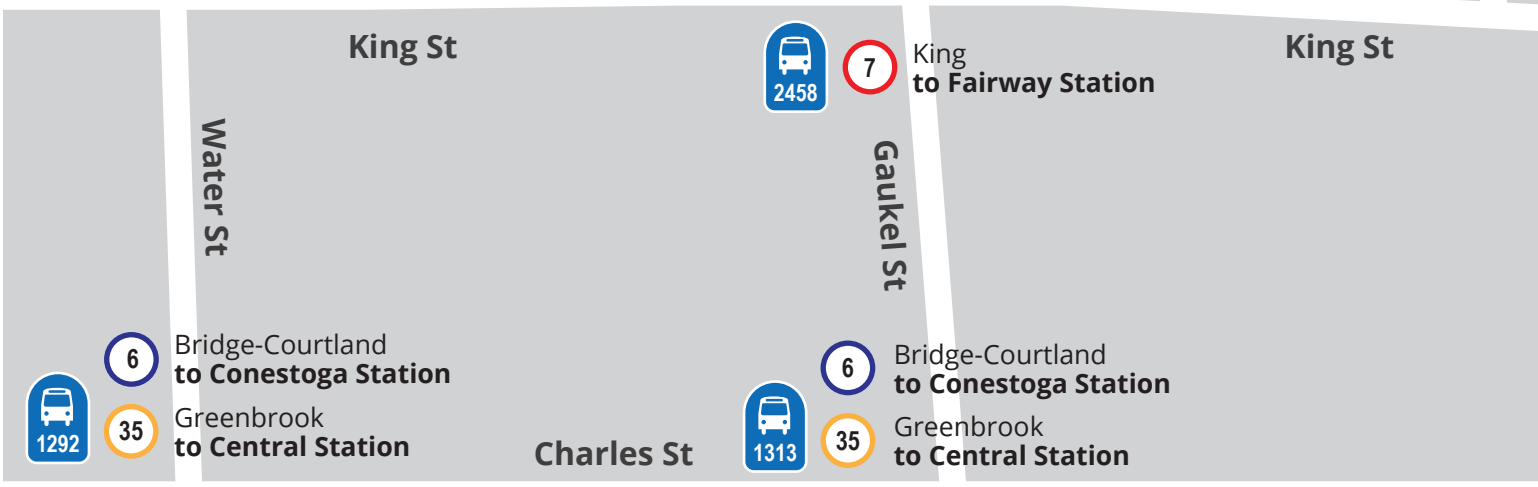 King St
2458
7
King
to Fairway Station
King St
Water St
Gaukel St
1292
6
Bridge-Courtland
to Conestoga Station
35
Greenbrook
to Central Station
Charles St
1313
6
Bridge-Courtland
to Conestoga Station
35
Greenbrook
to Central Station